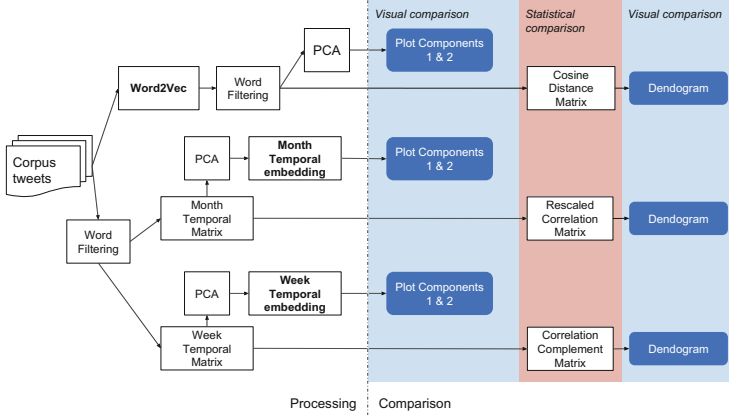 Visual comparison
Statistical
comparison
Visual comparison
PCA
Plot Components
1 & 2
Word2Vec
Word
Filtering
Cosine
Distance
Matrix
Dendogram
Corpus
tweets
PCA
Month
Temporal
embedding
Plot Components
1 & 2
Word
Filtering
Month
Temporal
Matrix
Rescaled
Correlation
Matrix
Dendogram
PCA
Week
Temporal
embedding
Plot Components
1 & 2
Week
Temporal
Matrix
Correlation
Complement
Matrix
Dendogram
Processing
Comparison